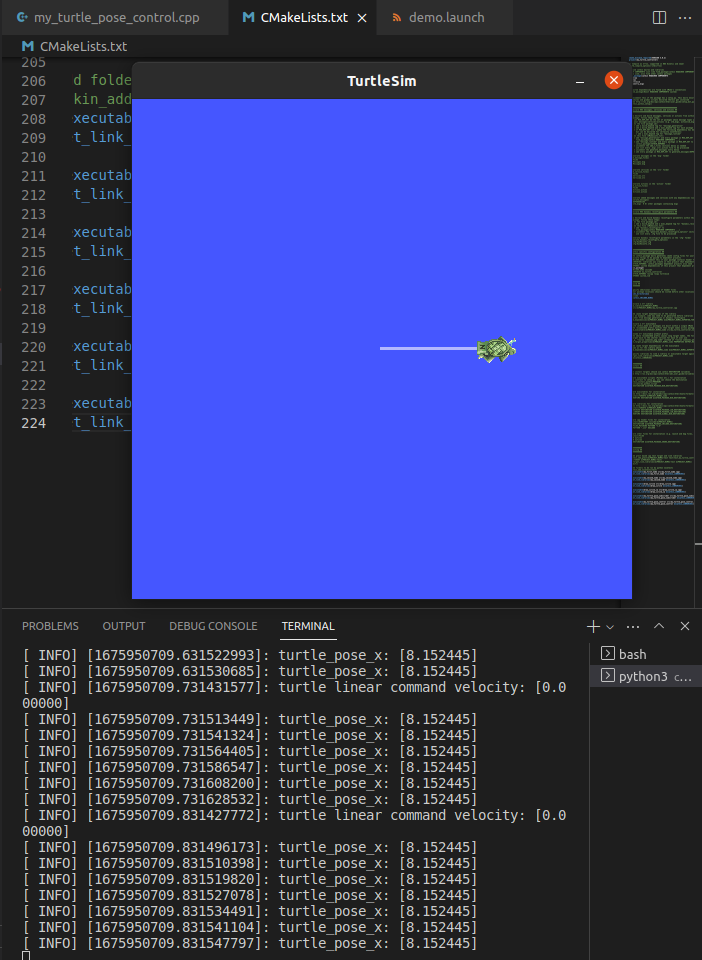 my_turtle_pose_control.cpp
CMakeLists.txt
demo.launch
CMakeLists.txt
205
206 d folde
207 kin_add
208 xecutab
209 t_link_
210
211 xecutab
212 t_link_
213
214 xecutab
215 t_link_
216
217 xecutab
218 t_link_
219
220 xecutab
221 t_link_
222
223 xecutab
224 t_link_
TurtleSim
PROBLEMS OUTPUT DEBUG CONSOLE TERMINAL
bash
python3 c...
[ INFO] [1675950709.631522993]: turtle_pose_x: [8.152445]
[ INFO] [1675950709.631530685]: turtle_pose_x: [8.152445]
[ INFO] [1675950709.731431577]: turtle linear command velocity: [0.0
00000]
[ INFO] [1675950709.731513449]: turtle_pose_x: [8.152445]
[ INFO] [1675950709.731541324]: turtle_pose_x: [8.152445]
[ INFO] [1675950709.731564405]: turtle_pose_x: [8.152445]
[ INFO] [1675950709.731586547]: turtle_pose_x: [8.152445]
[ INFO] [1675950709.731608200]: turtle_pose_x: [8.152445]
[ INFO] [1675950709.731628532]: turtle_pose_x: [8.152445]
[ INFO] [1675950709.831427772]: turtle linear command velocity: [0.0
00000]
[ INFO] [1675950709.831496173]: turtle_pose_x: [8.152445]
[ INFO] [1675950709.831510398]: turtle_pose_x: [8.152445]
[ INFO] [1675950709.831519820]: turtle_pose_x: [8.152445]
[ INFO] [1675950709.831527078]: turtle_pose_x: [8.152445]
[ INFO] [1675950709.831534491]: turtle_pose_x: [8.152445]
[ INFO] [1675950709.831541104]: turtle_pose_x: [8.152445]
[ INFO] [1675950709.831547797]: turtle_pose_x: [8.152445]